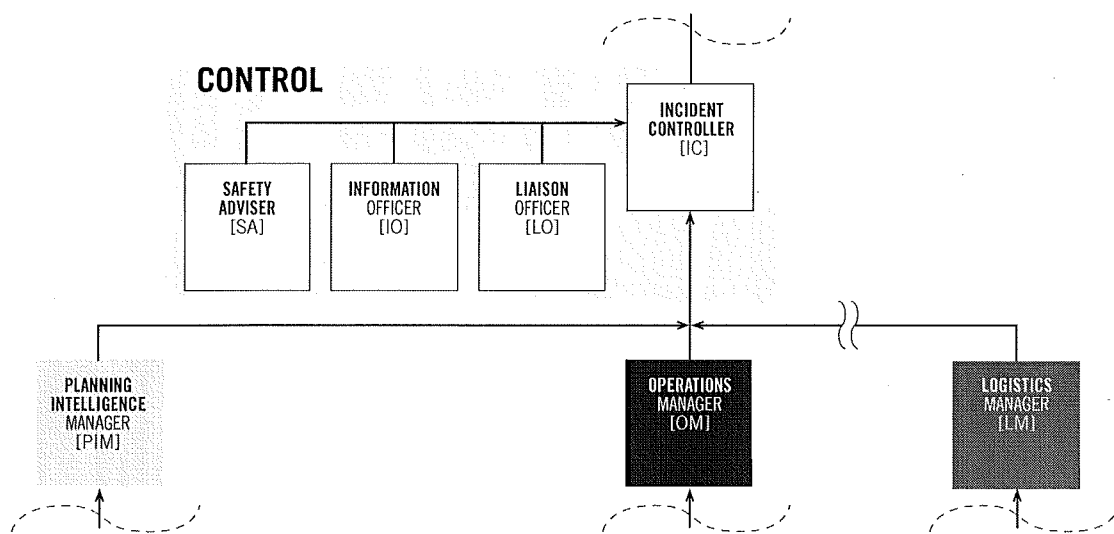 CONTROL
INCIDENT
CONTROLLER
[IC]
SAFETY
ADVISER
[SA]
INFORMATION
OFFICER
[IO]
LIAISON
OFFICER
[LO]
PLANNING
INTELLIGENCE
MANAGER
[PIM]
OPERATIONS
MANAGER
[OM]
LOGISTICS
MANAGER
[LM]